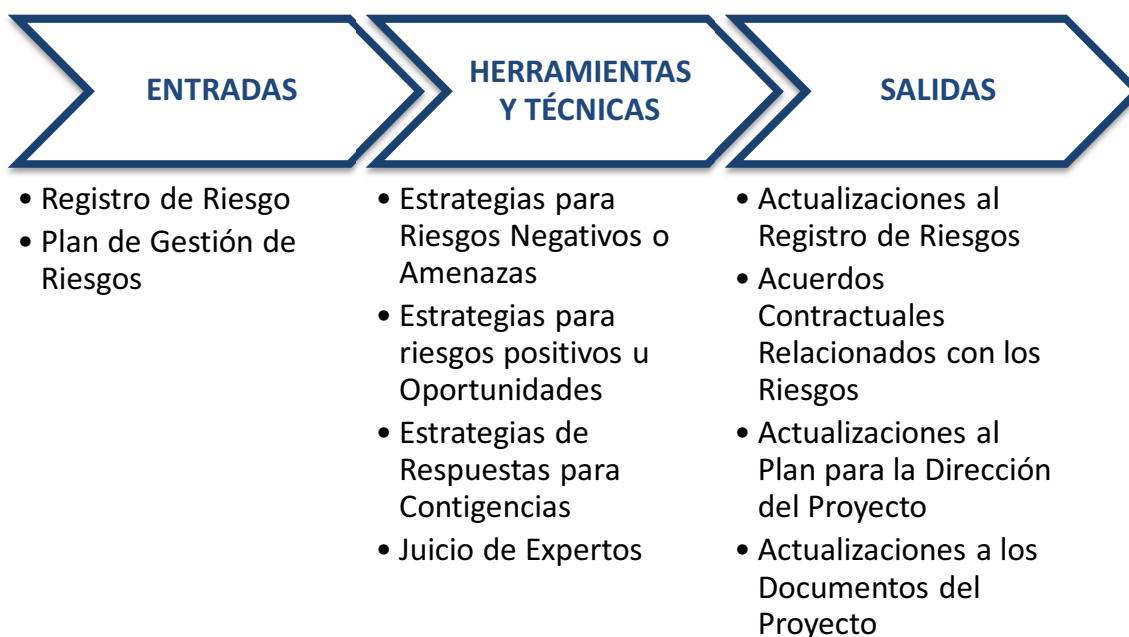 ENTRADAS
• Registro de Riesgo
• Plan de Gestión de
Riesgos
HERRAMIENTAS
Y TÉCNICAS
• Estrategias para
Riesgos Negativos o
Amenazas
• Estrategias para
riesgos positivos u
Oportunidades
• Estrategias de
Respuestas para
Contigencias
• Juicio de Expertos
SALIDAS
• Actualizaciones al
Registro de Riesgos
• Acuerdos
Contractuales
Relacionados con los
Riesgos
• Actualizaciones al
Plan para la Dirección
del Proyecto
• Actualizaciones a los
Documentos del
Proyecto